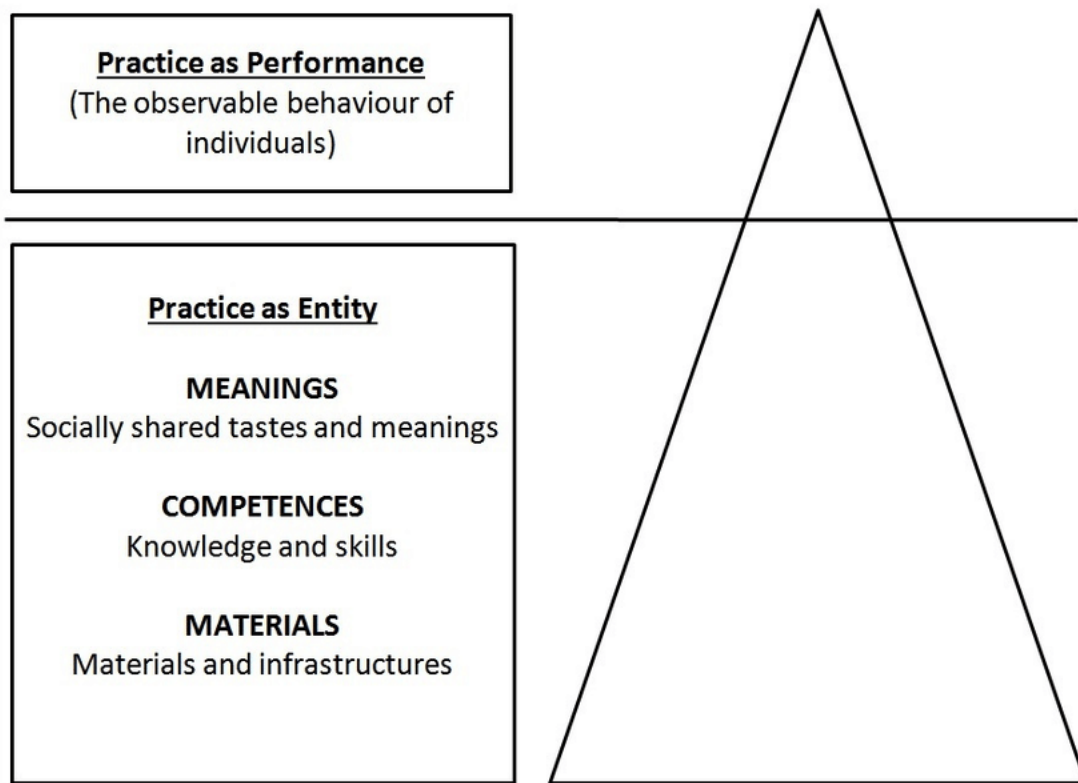 Practice as Performance
(The observable behaviour of
individuals)
Practice as Entity
MEANINGS
Socially shared tastes and meanings
COMPETENCES
Knowledge and skills
MATERIALS
Materials and infrastructures